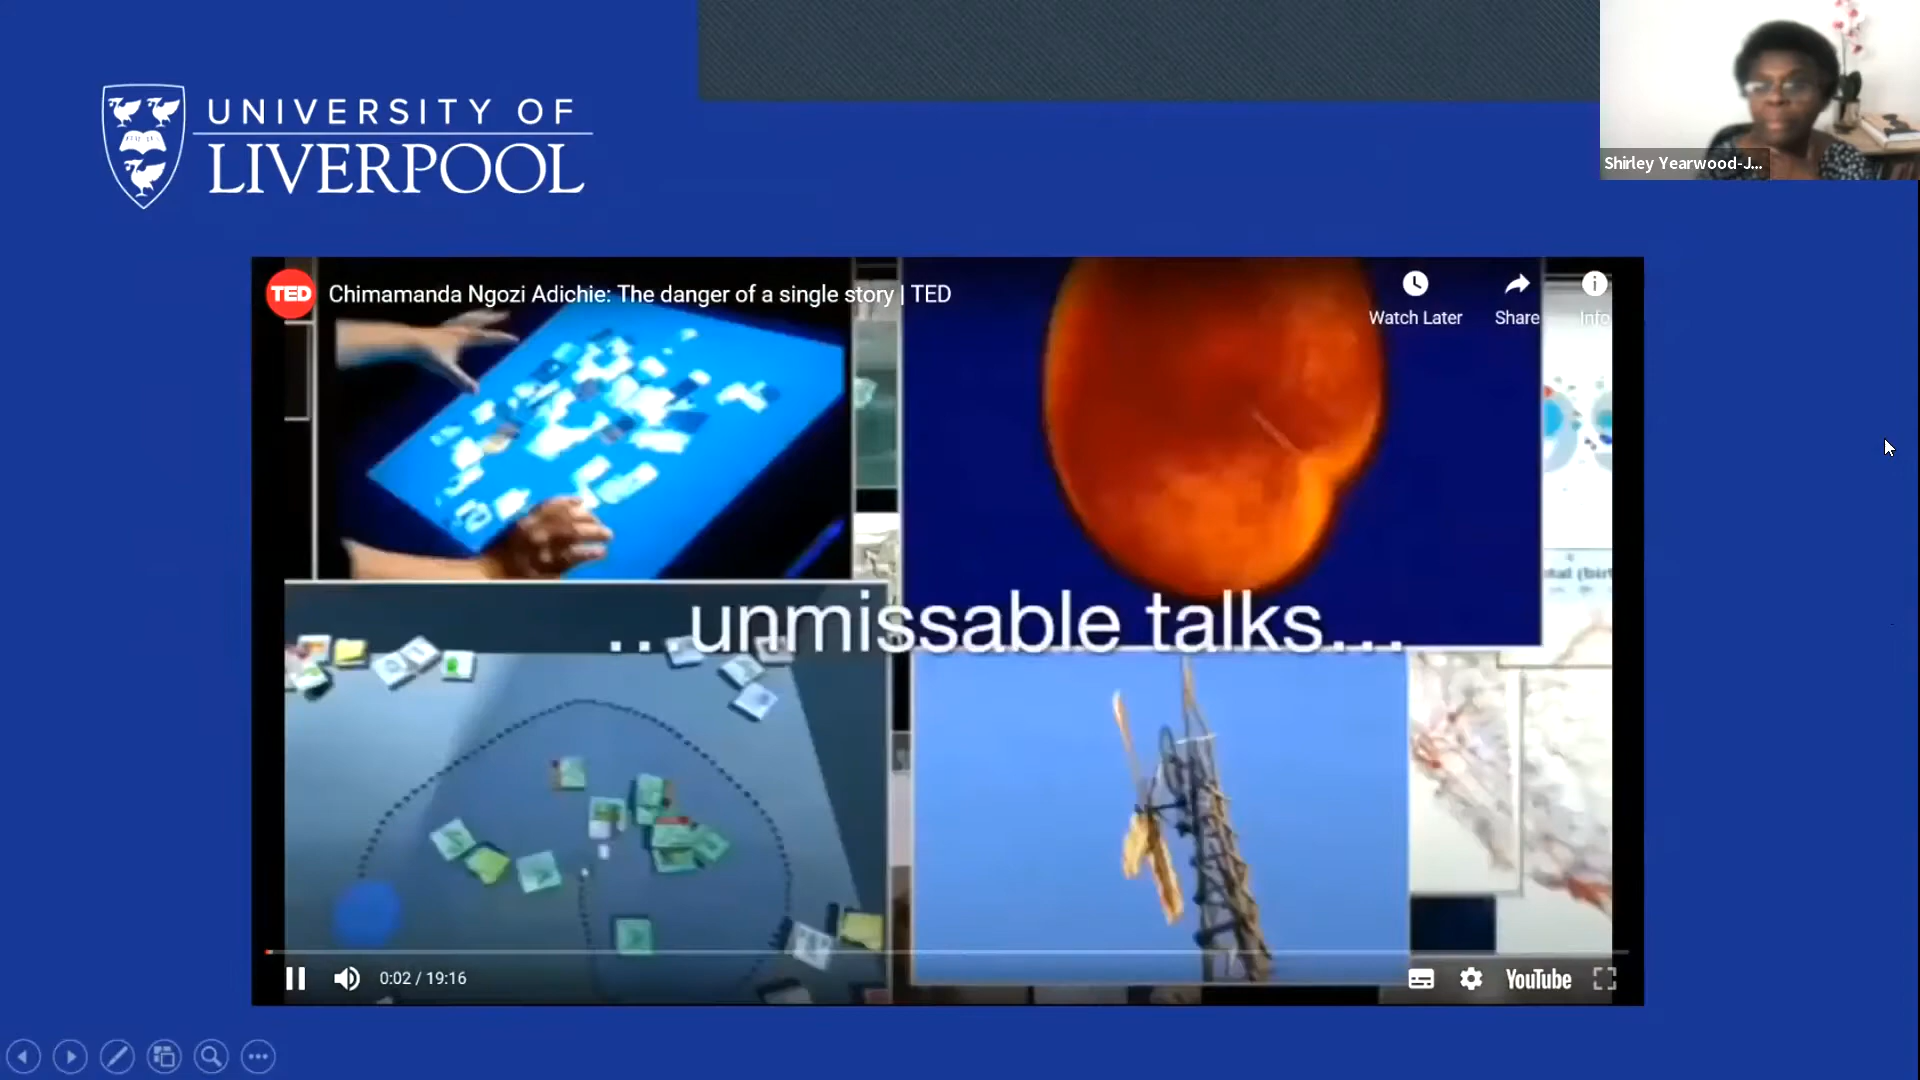 UNIVERSITY OF
LIVERPOOL
Shirley Yearwood-J...
TED
Chimamanda Ngozi Adichie: The danger of a single story | TED
Watch Later
Share
Info
...unmissable talks...
0:02 / 19:16
YouTube